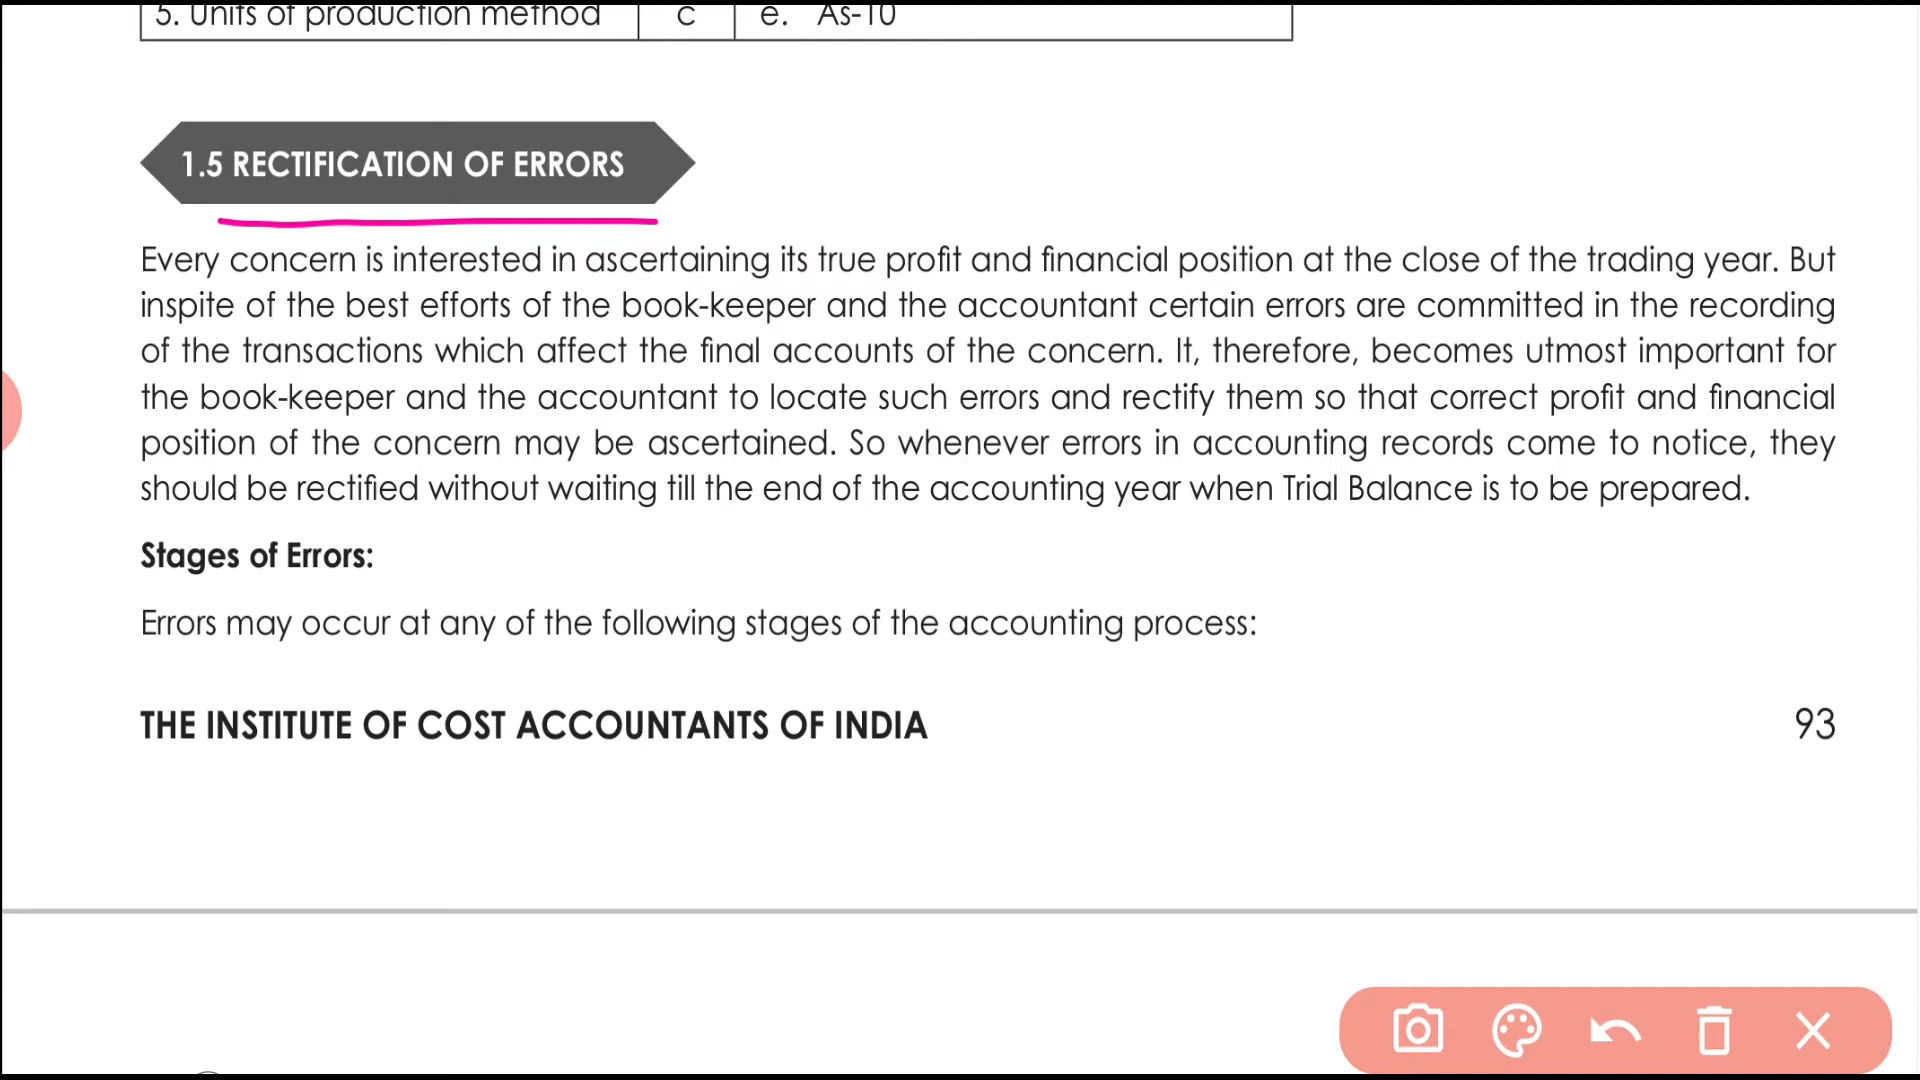 5. Units of production method c e. As-10
1.5 RECTIFICATION OF ERRORS
Every concern is interested in ascertaining its true profit and financial position at the close of the trading year. But
inspite of the best efforts of the book-keeper and the accountant certain errors are committed in the recording
of the transactions which affect the final accounts of the concern. It, therefore, becomes utmost important for
the book-keeper and the accountant to locate such errors and rectify them so that correct profit and financial
position of the concern may be ascertained. So whenever errors in accounting records come to notice, they
should be rectified without waiting till the end of the accounting year when Trial Balance is to be prepared.
Stages of Errors:
Errors may occur at any of the following stages of the accounting process:
THE INSTITUTE OF COST ACCOUNTANTS OF INDIA 93